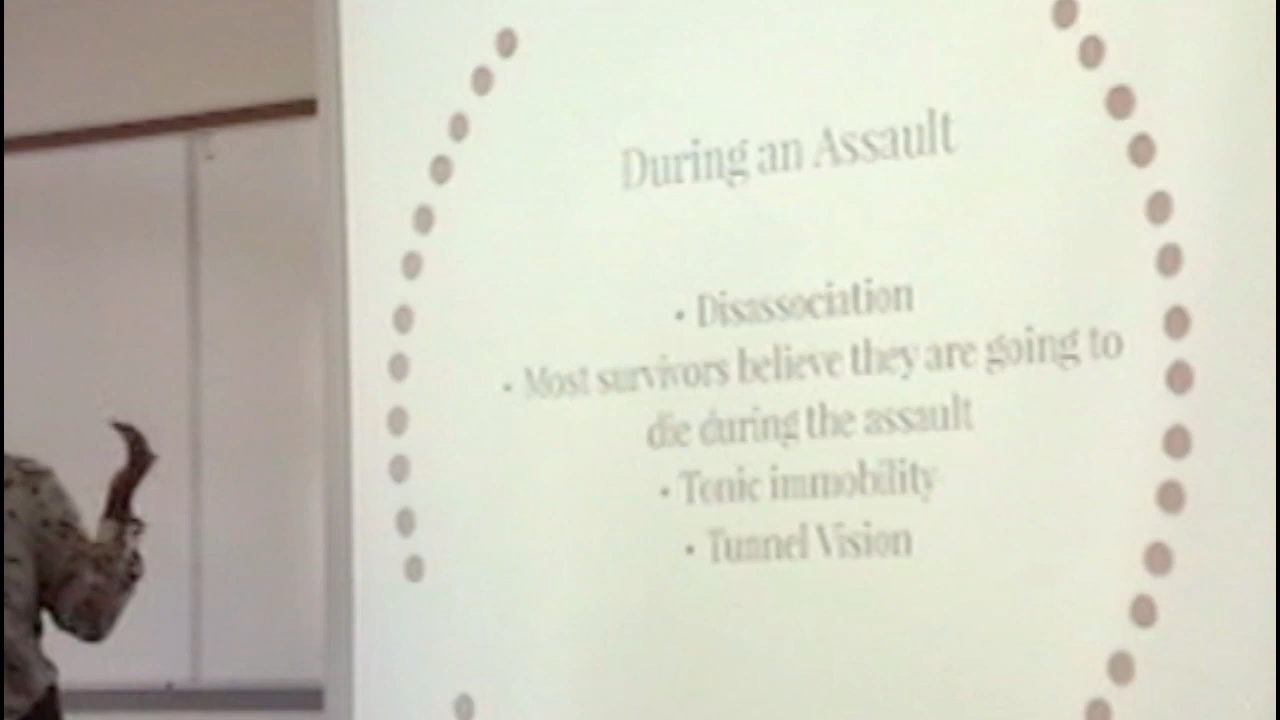 During an Assault
• Disassociation
• Most survivors believe they are going to
die during the assault
• Tonic immobility
• Tunnel Vision